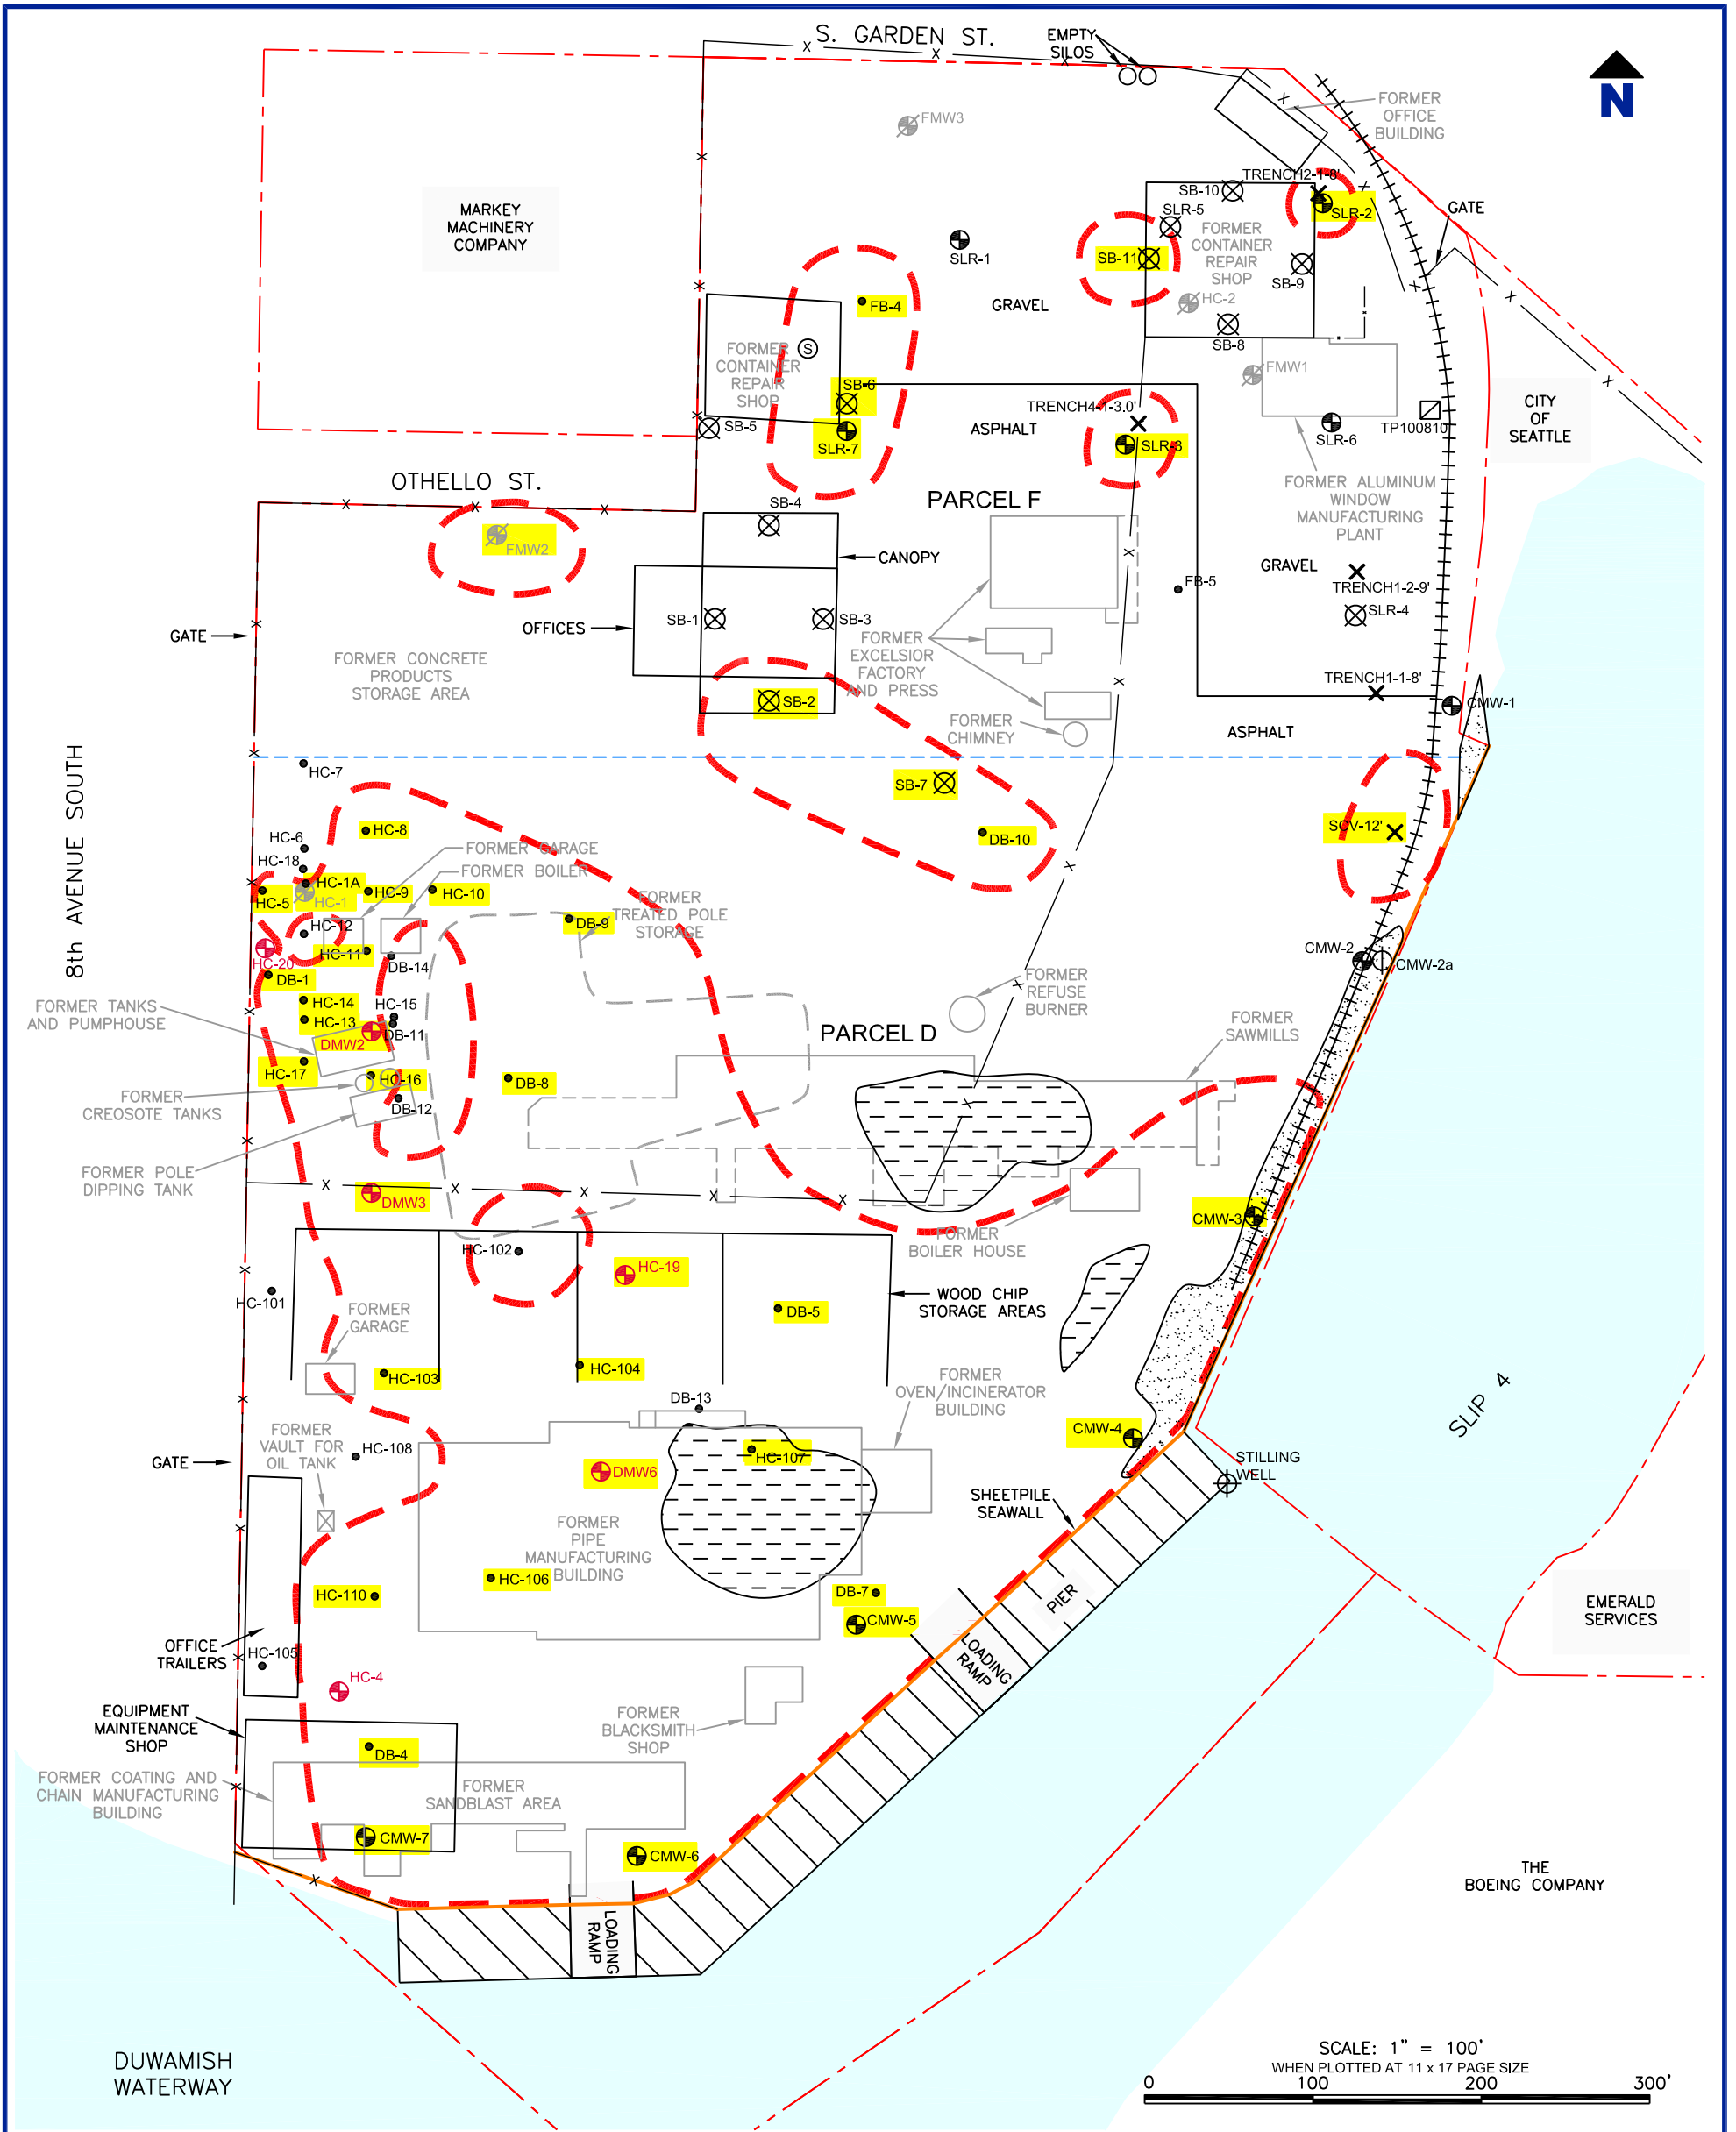 S. GARDEN ST.
EMPTY
SILOS
N
FORMER
OFFICE
BUILDING
FMW3
TRENCH2-1-8'
SB-10
SLR-5
SLR-2
GATE
MARKEY
MACHINERY
COMPANY
SLR-1
FORMER
CONTAINER
REPAIR
SHOP
SB-11
SB-9
HC-2
FB-4
GRAVEL
SB-8
FORMER
CONTAINER
REPAIR
SHOP
S
FMW1
SB-6
SB-5
SLR-7
TRENCH4-1-3.0'
ASPHALT
SLR-3
SLR-6
TP100810
CITY
OF
SEATTLE
OTHELLO ST.
PARCEL F
SB-4
FORMER ALUMINUM
WINDOW
MANUFACTURING
PLANT
FMW2
CANOPY
GRAVEL
TRENCH1-2-9'
FB-5
SLR-4
GATE
OFFICES
SB-1
SB-3
FORMER
EXCELSIOR
FACTORY
AND PRESS
FORMER CONCRETE
PRODUCTS
STORAGE AREA
TRENCH1-1-8'
SB-2
CMW-1
FORMER
CHIMNEY
ASPHALT
8th AVENUE SOUTH
HC-7
SB-7
HC-8
HC-6
DB-10
SCV-12'
FORMER GARAGE
HC-18
FORMER BOILER
HC-1A
HC-9
HC-10
HC-5
HC-1
FORMER
TREATED POLE
STORAGE
DB-9
HC-12
HC-11
HC-20
DB-14
CMW-2
CMW-2a
DB-1
FORMER
REFUSE
BURNER
FORMER TANKS
AND PUMPHOUSE
HC-14
HC-15
HC-13
DB-11
DMW2
PARCEL D
FORMER
SAWMILLS
HC-17
HC-16
DB-8
FORMER
CREOSOTE TANKS
DB-12
FORMER POLE
DIPPING TANK
DMW3
CMW-3
HC-102
FORMER
BOILER HOUSE
HC-19
HC-101
WOOD CHIP
STORAGE AREAS
DB-5
FORMER
GARAGE
HC-103
HC-104
FORMER
OVEN/INCINERATOR
BUILDING
DB-13
SLIP 4
FORMER
VAULT FOR
OIL TANK
CMW-4
HC-108
HC-107
GATE
STILLING
WELL
DMW6
SHEETPILE
SEAWALL
FORMER
PIPE
MANUFACTURING
BUILDING
HC-106
HC-110
DB-7
PIER
EMERALD
SERVICES
CMW-5
OFFICE
TRAILERS
HC-105
LOADING
RAMP
HC-4
EQUIPMENT
MAINTENANCE
SHOP
FORMER
BLACKSMITH
SHOP
DB-4
FORMER COATING AND
CHAIN MANUFACTURING
BUILDING
FORMER
SANDBLAST AREA
CMW-7
CMW-6
THE
BOEING COMPANY
LOADING
RAMP
DUWAMISH
WATERWAY
SCALE: 1" = 100'
WHEN PLOTTED AT 11 x 17 PAGE SIZE
0 100 200 300'